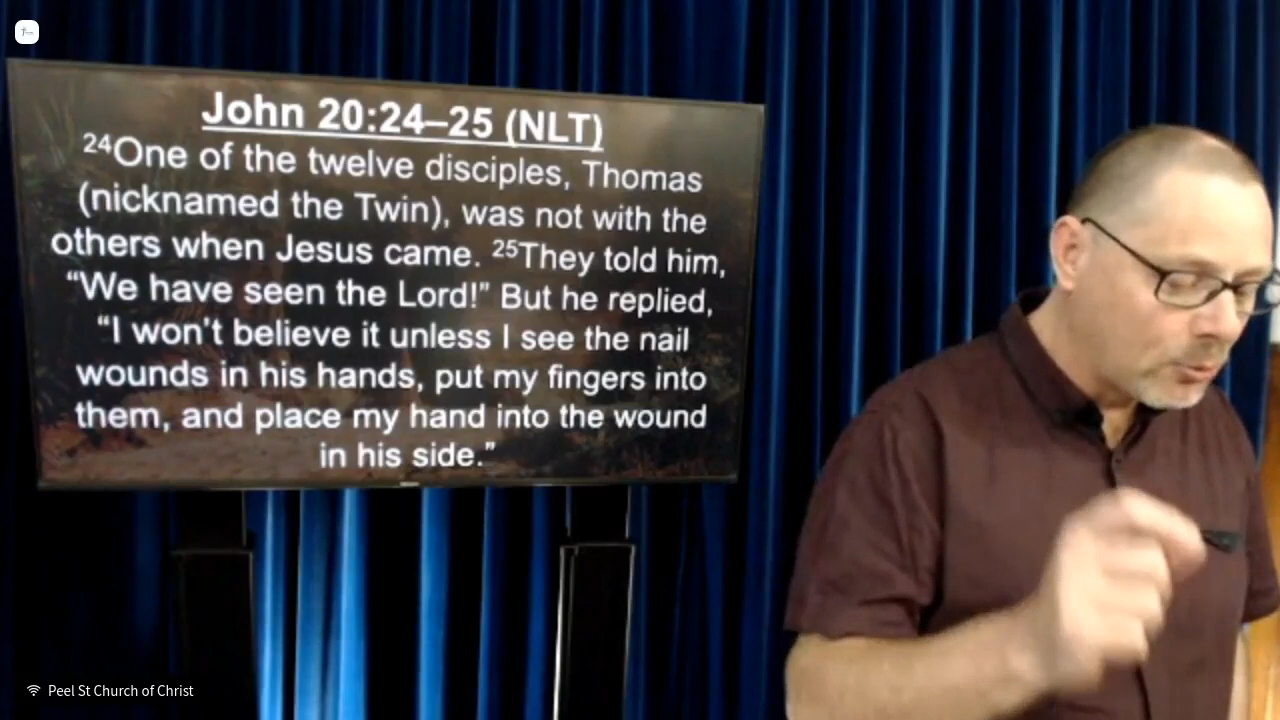 John 20:24–25 (NLT)
²⁴One of the twelve disciples, Thomas
(nicknamed the Twin), was not with the
others when Jesus came. ²⁵They told him,
“We have seen the Lord!” But he replied,
“I won’t believe it unless I see the nail
wounds in his hands, put my fingers into
them, and place my hand into the wound
in his side.”
Peel St Church of Christ